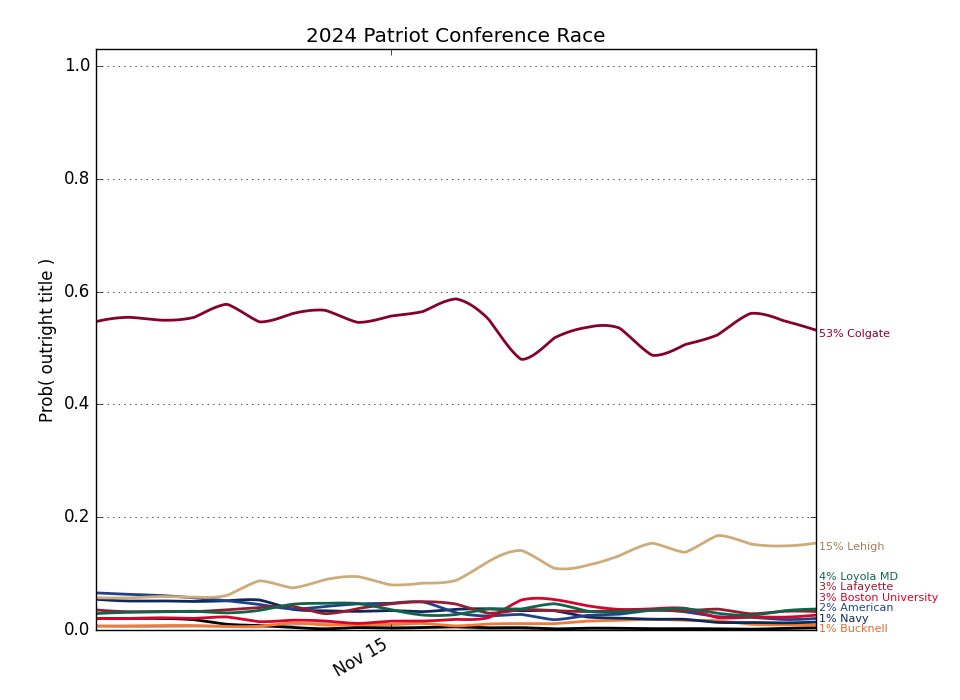 2024 Patriot Conference Race
1.0
0.8
0.6
0.4
0.2
0.0
Prob( outright title )
Nov 15
53% Colgate
15% Lehigh
4% Loyola MD
3% Lafayette
3% Boston University
2% American
1% Navy
1% Bucknell